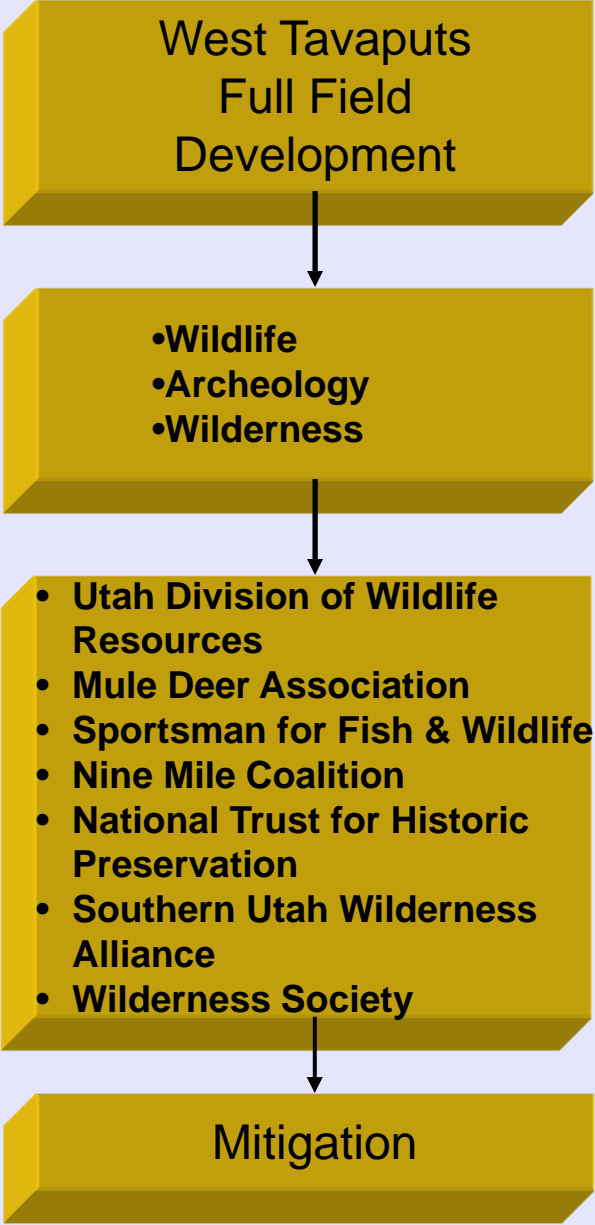 West Tavaputs
Full Field
Development
•Wildlife
•Archeology
•Wilderness
• Utah Division of Wildlife
Resources
• Mule Deer Association
• Sportsman for Fish & Wildlife
• Nine Mile Coalition
• National Trust for Historic
Preservation
• Southern Utah Wilderness
Alliance
• Wilderness Society
Mitigation